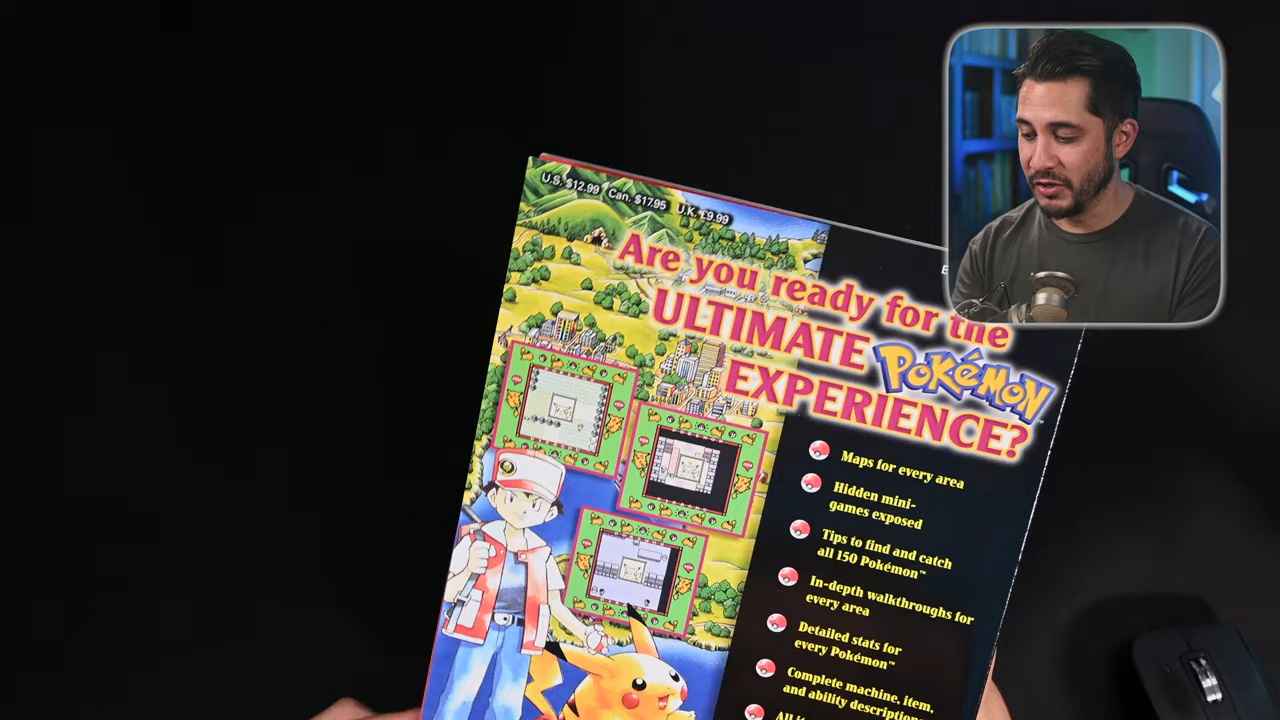 U.S. $12.99 Can. $17.95 U.K. £9.99
Are you ready for the
ULTIMATE POKéMON
EXPERIENCE?
Maps for every area
Hidden mini-
games exposed
Tips to find and catch
all 150 Pokémon™
In-depth walkthroughs for
every area
Detailed stats for
every Pokémon™
Complete machine, item,
and ability descriptions